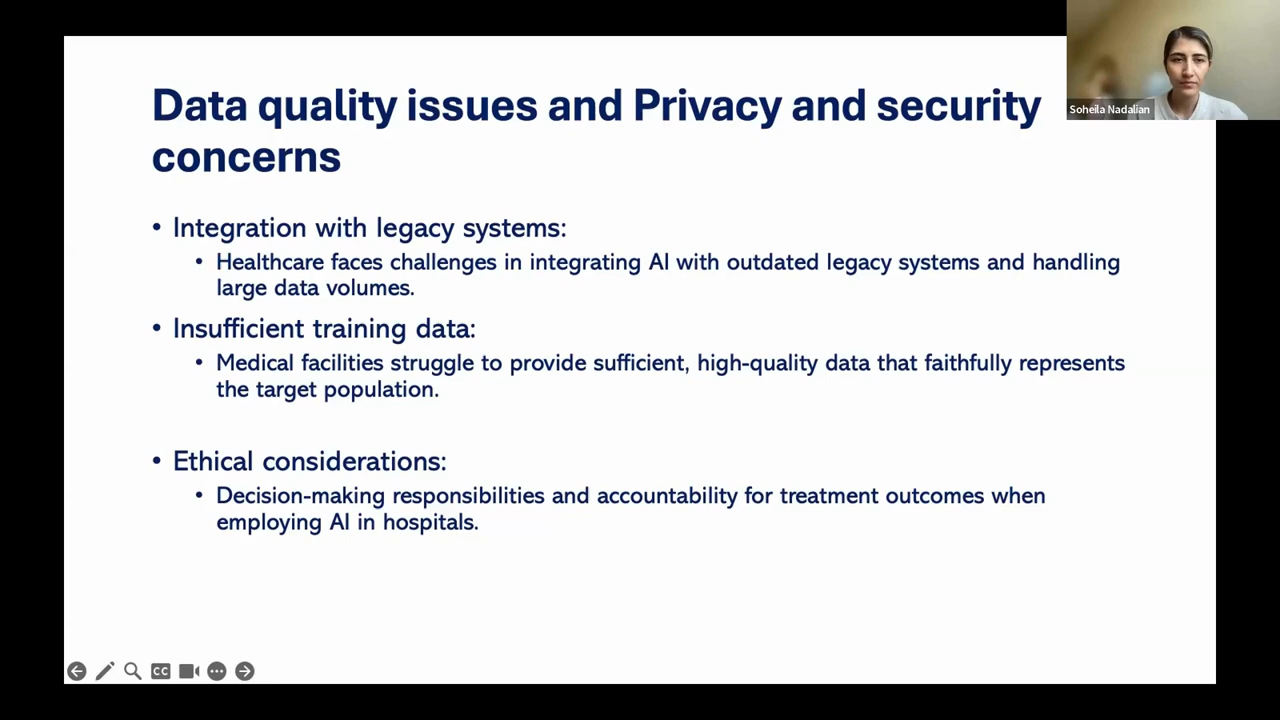 Data quality issues and Privacy and security
concerns
Soheila Nadalian
• Integration with legacy systems:
• Healthcare faces challenges in integrating AI with outdated legacy systems and handling
large data volumes.
• Insufficient training data:
• Medical facilities struggle to provide sufficient, high-quality data that faithfully represents
the target population.
• Ethical considerations:
• Decision-making responsibilities and accountability for treatment outcomes when
employing AI in hospitals.
CC